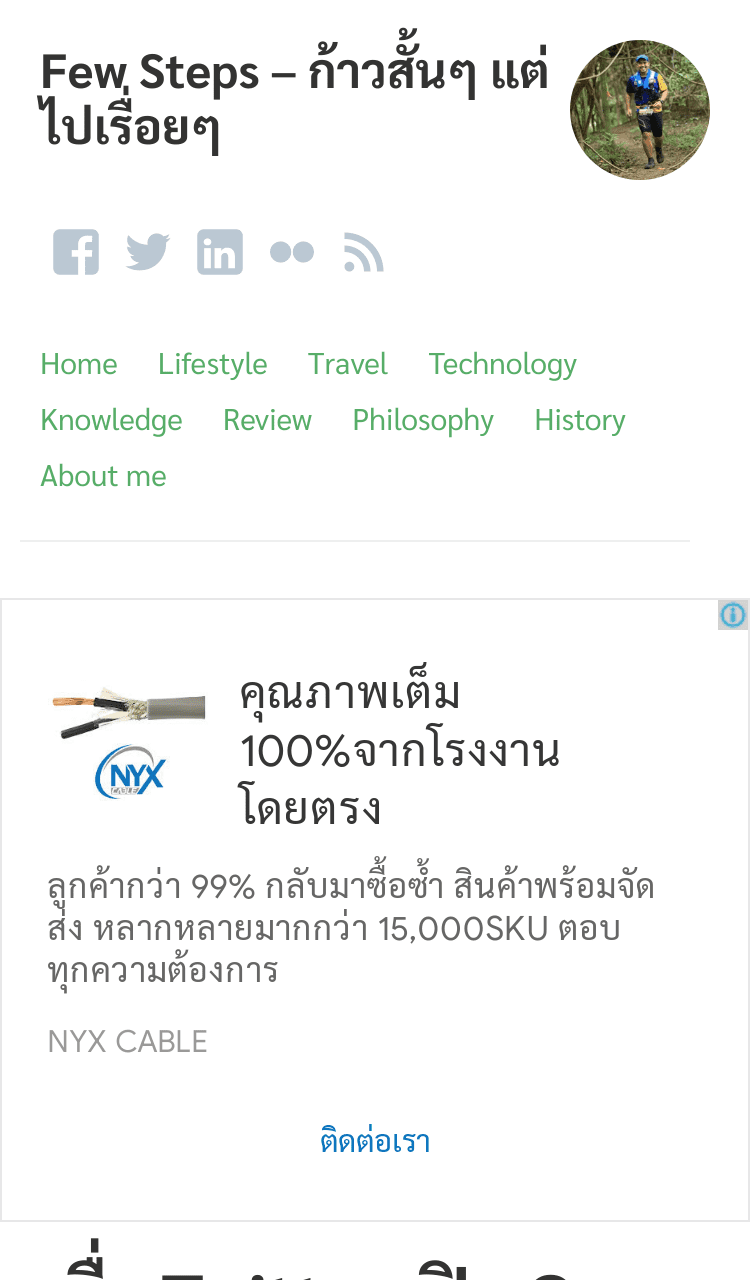 Few Steps – ก้าวสั้นๆ แต่
ไปเรื่อยๆ
Home Lifestyle Travel Technology
Knowledge Review Philosophy History
About me
NYX
CABLE
คุณภาพเต็ม
100%จากโรงงาน
โดยตรง
ลูกค้ากว่า 99% กลับมาซื้อซ้ำ สินค้าพร้อมจัด
ส่ง หลากหลายมากกว่า 15,000SKU ตอบ
ทุกความต้องการ
NYX CABLE
ติดต่อเรา